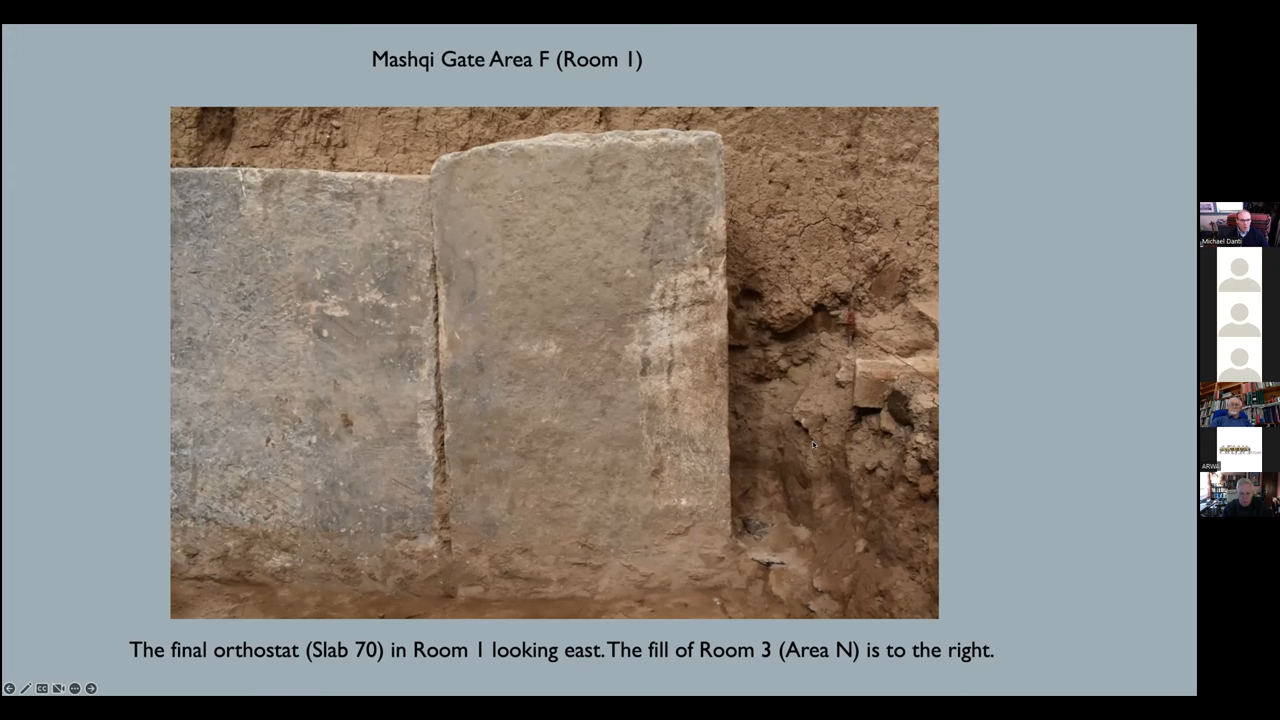 Mashqi Gate Area F (Room 1)
The final orthostat (Slab 70) in Room 1 looking east. The fill of Room 3 (Area N) is to the right.
Michael Danti
ARWA